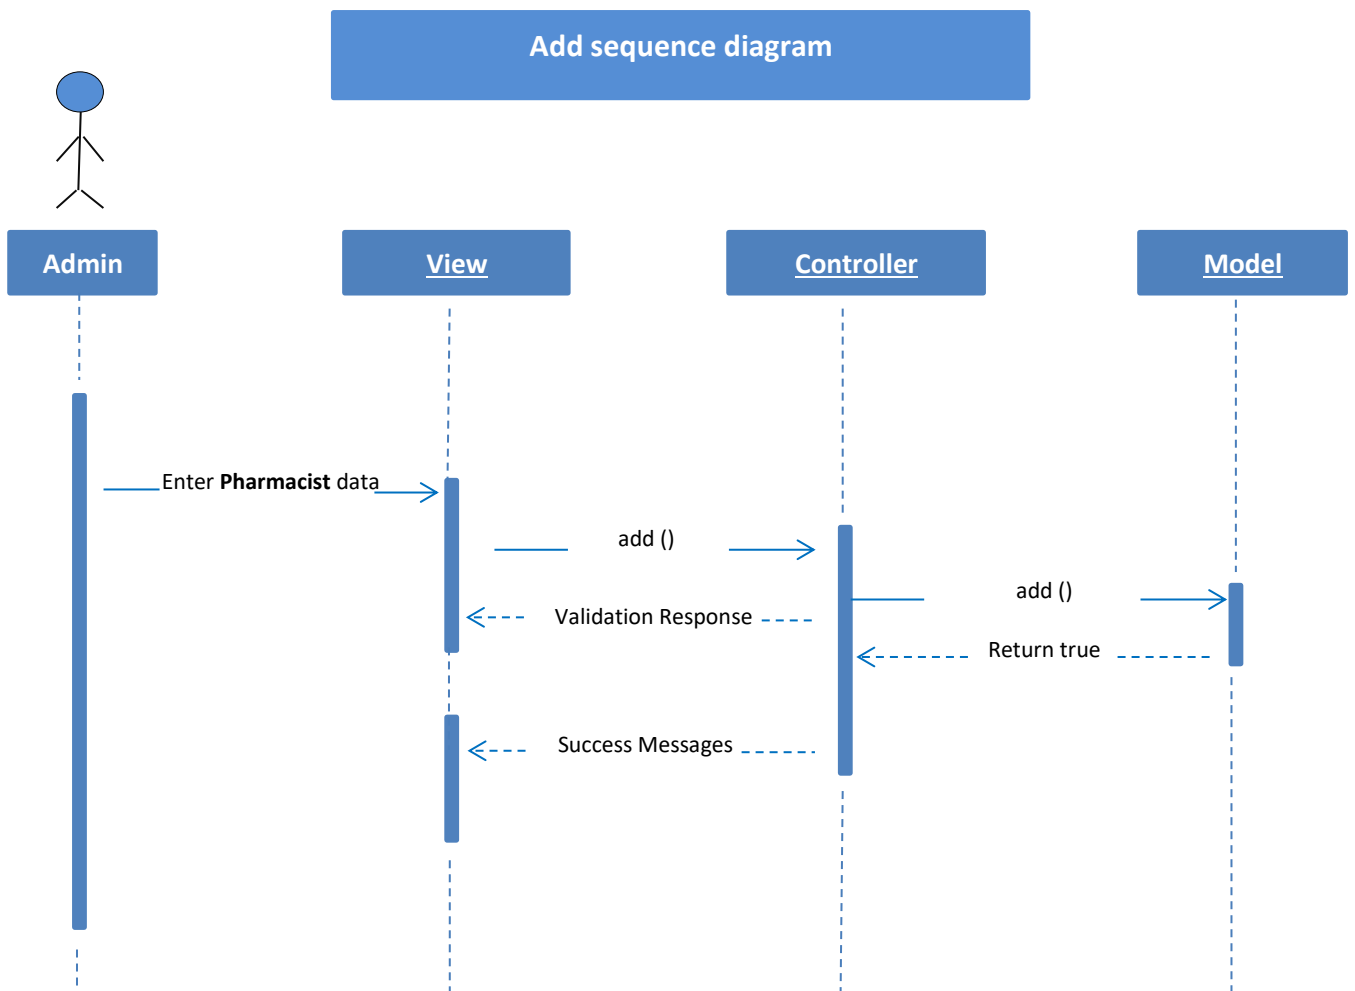 Add sequence diagram
Admin
View
Controller
Model
Enter Pharmacist data
add ()
add ()
Validation Response
Return true
Success Messages